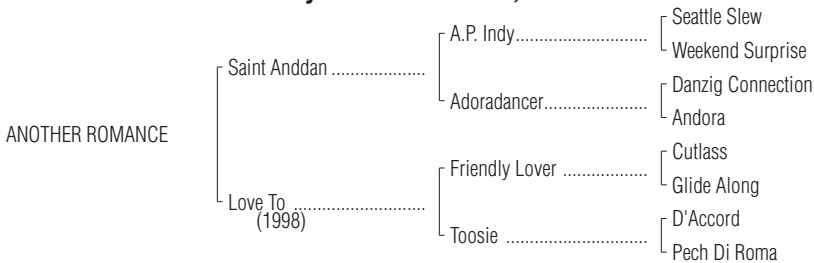 Seattle Slew
A.P. Indy
Weekend Surprise
Saint Anddan
Danzig Connection
Adoradancer
Andora
ANOTHER ROMANCE
Cutlass
Friendly Lover
Glide Along
Love To
(1998)
D'Accord
Toosie
Pech Di Roma